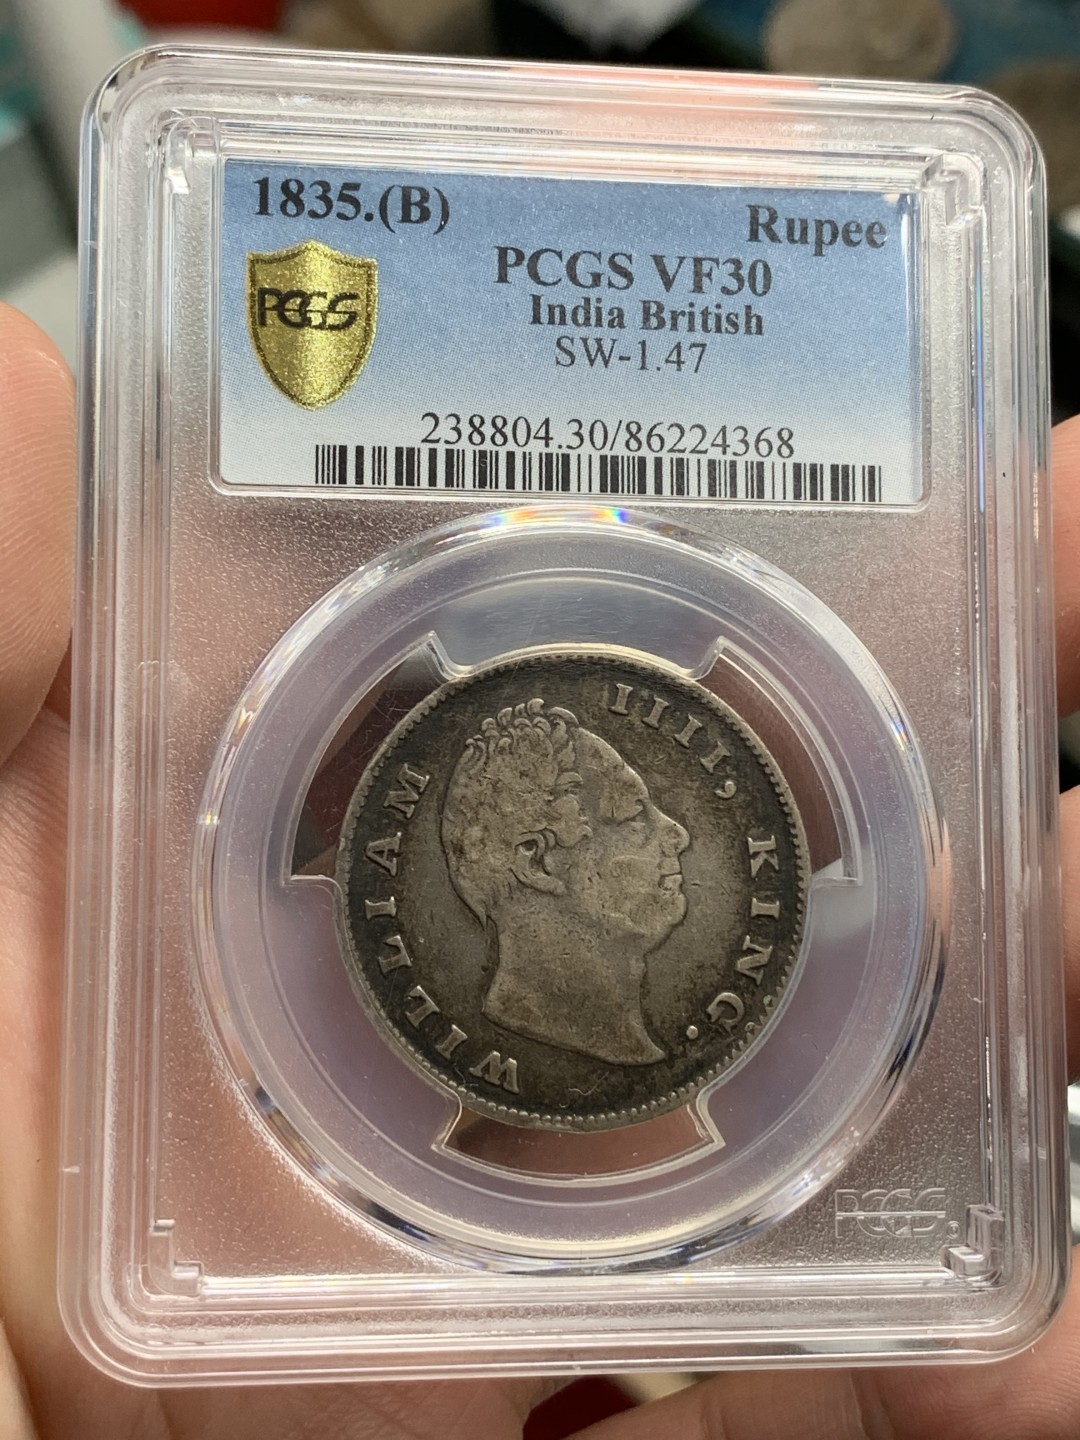 1835.(B)
Rupee
PCGS VF30
India British
SW-1.47
PCGS
238804.30/86224368
WILLIAM IIII, KING.
PCGS